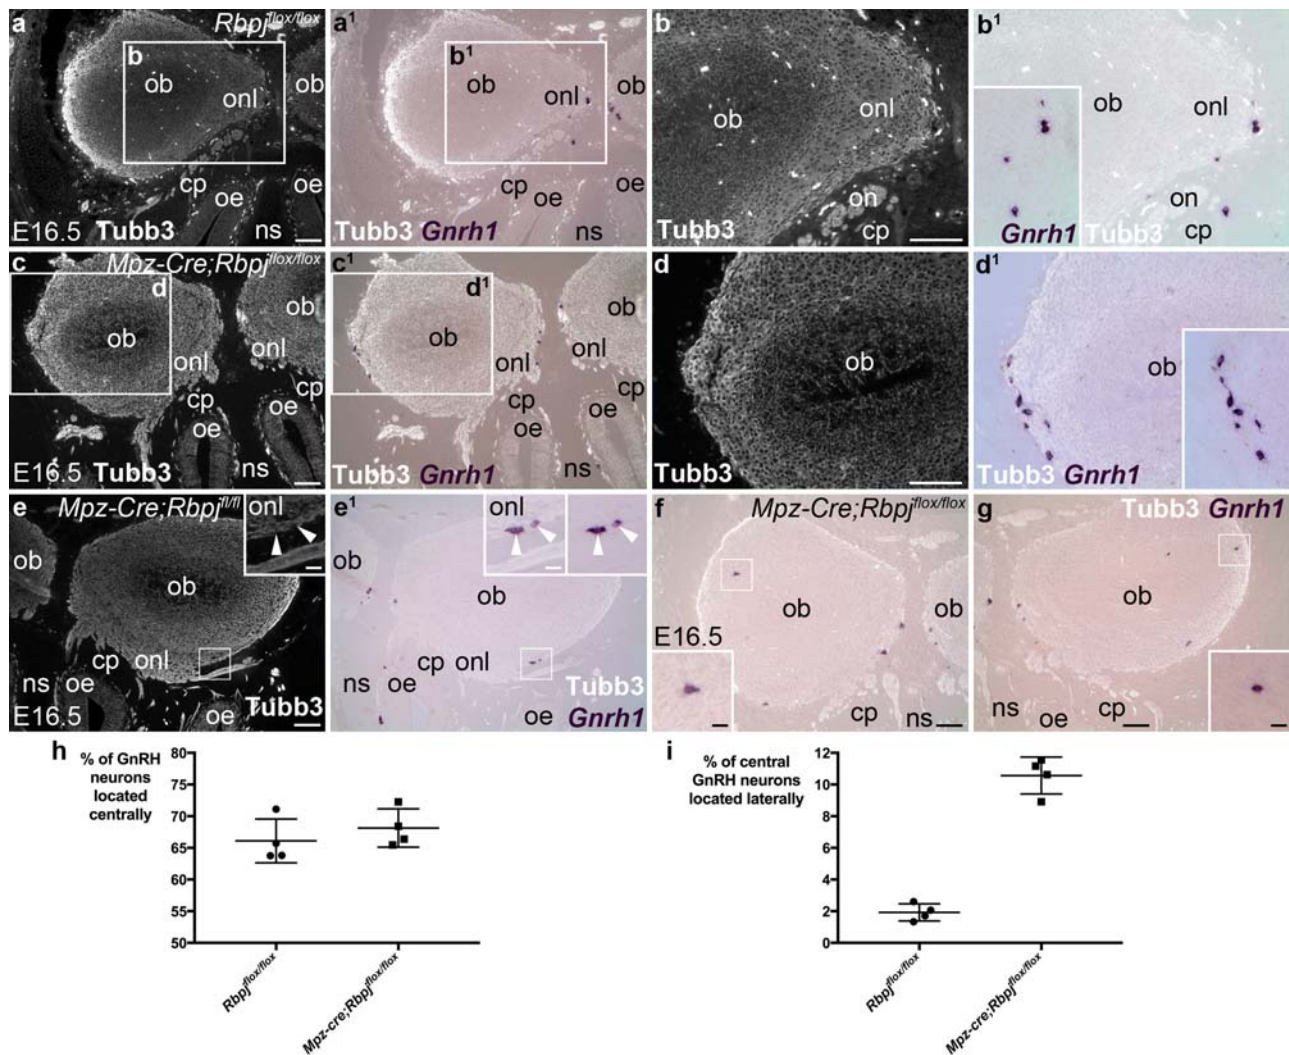 a
Rbpj^flox/flox
b
ob
onl
ob
cp
oe
oe
E16.5 Tubb3
ns
a¹
b¹
ob
onl
ob
cp
oe
oe
Tubb3 Gnrh1
ns
b
ob
onl
on
cp
Tubb3
b¹
ob
onl
on
cp
Gnrh1
Tubb3
c
Mpz-Cre;Rbpj^flox/flox
d
ob
ob
onl
onl
cp
cp
oe
oe
E16.5 Tubb3
ns
c¹
d¹
ob
ob
onl
onl
cp
cp
oe
oe
Tubb3 Gnrh1
ns
d
ob
Tubb3
d¹
ob
Tubb3 Gnrh1
e
Mpz-Cre;Rbpj^fl/fl
onl
ob
ob
cp onl
ns oe
E16.5
oe
Tubb3
e¹
onl
ob
ob
cp onl
ns oe
oe
Tubb3
Gnrh1
f
Mpz-Cre;Rbpj^flox/flox
ob
ob
E16.5
cp
ns
g
Tubb3 Gnrh1
ob
ns
oe
cp
h
% of GnRH
neurons
located
centrally
80
75
70
65
60
55
50
Rbpj^flox/flox
Mpz-cre;Rbpj^flox/flox
i
% of central
GnRH neurons
located laterally
12
10
8
6
4
2
0
Rbpj^flox/flox
Mpz-cre;Rbpj^flox/flox